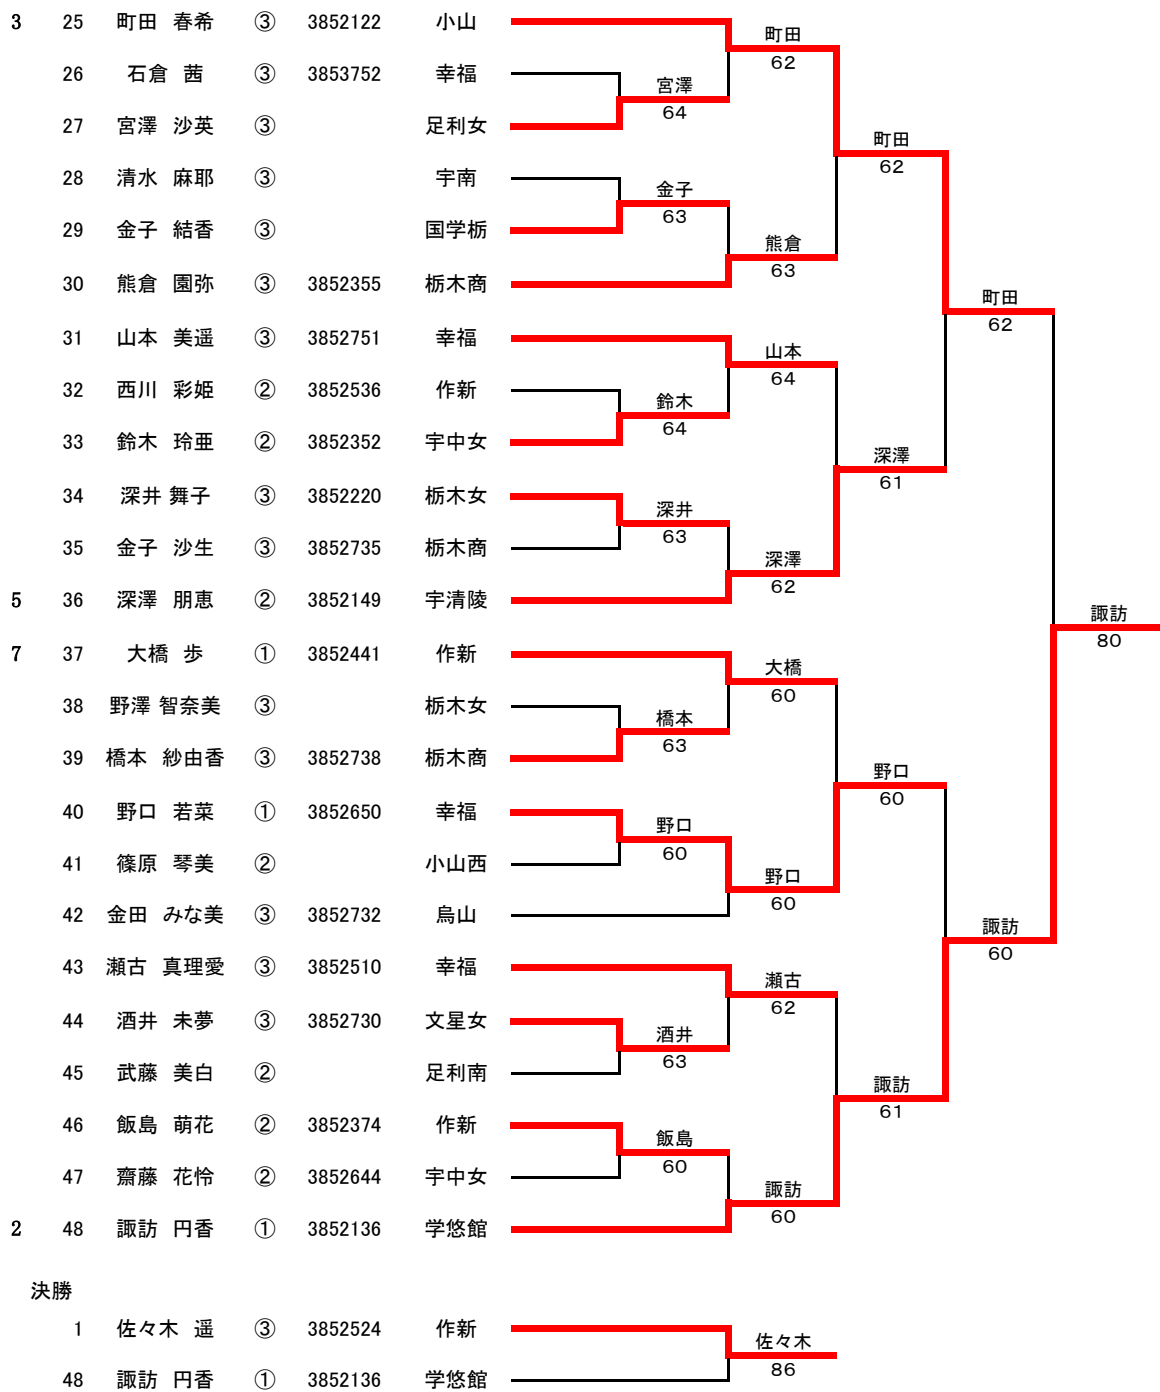 3 25 町田 春希 ③ 3852122 小山
町田
62
26 石倉 茜 ③ 3853752 幸福
宮澤
64
27 宮澤 沙英 ③ 足利女
町田
62
28 清水 麻耶 ③ 宇南
金子
63
29 金子 結香 ③ 国学栃
熊倉
63
30 熊倉 園弥 ③ 3852355 栃木商
町田
62
31 山本 美遥 ③ 3852751 幸福
山本
64
32 西川 彩姫 ② 3852536 作新
鈴木
64
33 鈴木 玲亜 ② 3852352 宇中女
深澤
61
34 深井 舞子 ③ 3852220 栃木女
深井
63
35 金子 沙生 ③ 3852735 栃木商
深澤
62
5 36 深澤 朋恵 ② 3852149 宇清陵
諏訪
80
7 37 大橋 歩 ① 3852441 作新
大橋
60
38 野澤 智奈美 ③ 栃木女
橋本
63
39 橋本 紗由香 ③ 3852738 栃木商
野口
60
40 野口 若菜 ① 3852650 幸福
野口
60
41 篠原 琴美 ② 小山西
野口
60
42 金田 みな美 ③ 3852732 烏山
諏訪
60
43 瀬古 真理愛 ③ 3852510 幸福
瀬古
62
44 酒井 未夢 ③ 3852730 文星女
酒井
63
45 武藤 美白 ② 足利南
諏訪
61
46 飯島 萌花 ② 3852374 作新
飯島
60
47 齋藤 花怜 ② 3852644 宇中女
諏訪
60
2 48 諏訪 円香 ① 3852136 学悠館
決勝
1 佐々木 遥 ③ 3852524 作新
佐々木
86
48 諏訪 円香 ① 3852136 学悠館